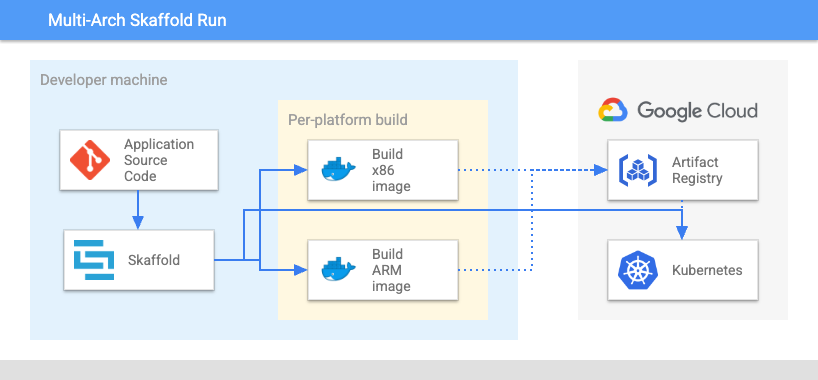 Multi-Arch Skaffold Run
Developer machine
Application
Source
Code
Skaffold
Per-platform build
Build
x86
image
Build
ARM
image
Google Cloud
Artifact
Registry
Kubernetes